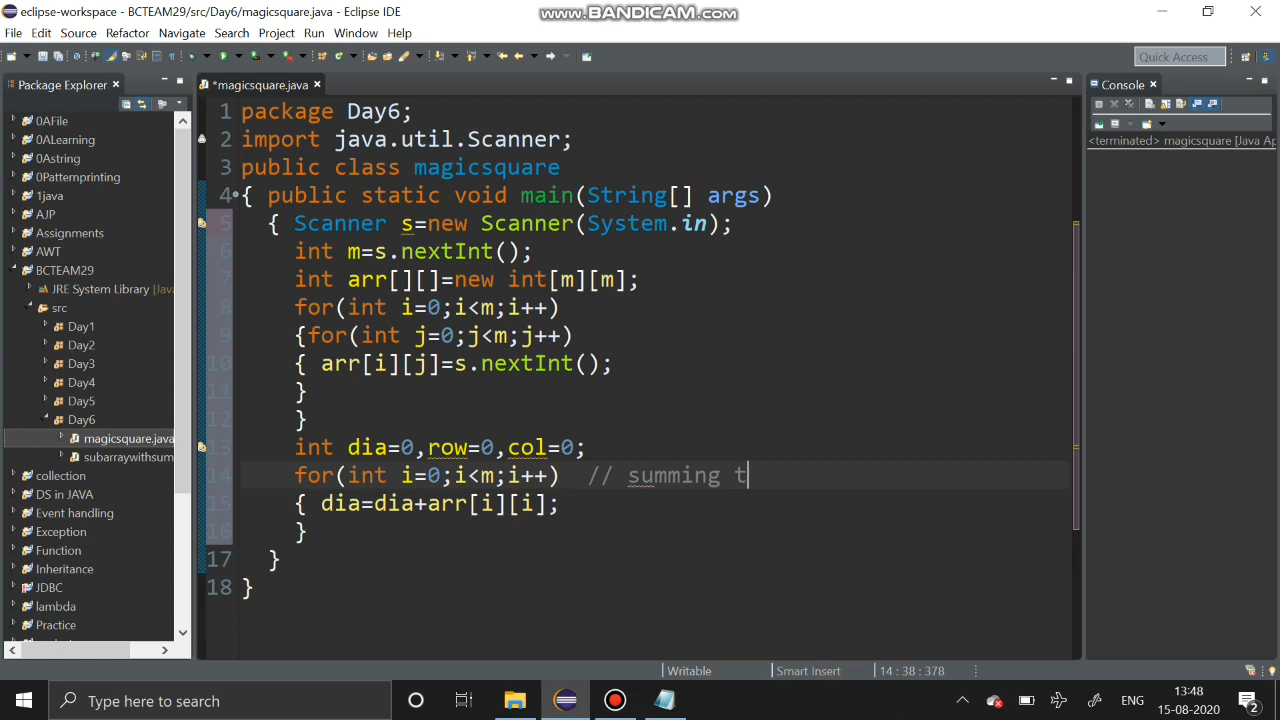 eclipse-workspace - BCTEAM29/src/Day6/magicsquare.java - Eclipse IDE
www.BANDICAM.com
File Edit Source Refactor Navigate Search Project Run Window Help
Quick Access
Package Explorer
*magicsquare.java
Console
<terminated> magicsquare [Java Ap
0AFile
0ALearning
0Astring
0Patternprinting
1java
AJP
Assignments
AWT
BCTEAM29
JRE System Library [Java
src
Day1
Day2
Day3
Day4
Day5
Day6
magicsquare.java
subarraywithsum
collection
DS in JAVA
Event handling
Exception
Function
Inheritance
JDBC
lambda
Practice
1 package Day6;
2 import java.util.Scanner;
3 public class magicsquare
4 { public static void main(String[] args)
5 { Scanner s=new Scanner(System.in);
6 int m=s.nextInt();
7 int arr[][]=new int[m][m];
8 for(int i=0;i<m;i++)
9 {for(int j=0;j<m;j++)
10 { arr[i][j]=s.nextInt();
11 }
12 }
13 int dia=0,row=0,col=0;
14 for(int i=0;i<m;i++) // summing t
15 { dia=dia+arr[i][i];
16 }
17 }
18 }
Writable
Smart Insert
14 : 38 : 378
Type here to search
ENG
13:48
15-08-2020
2